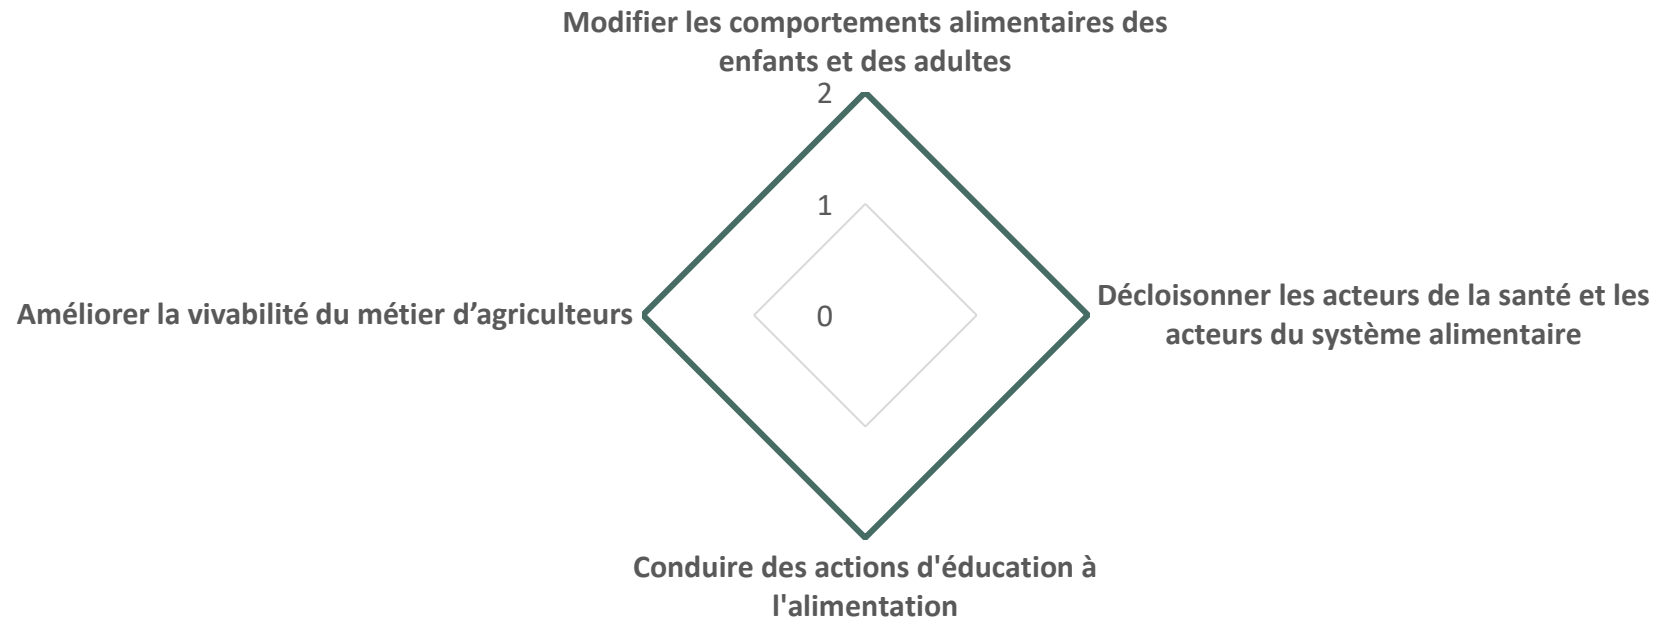 Modifier les comportements alimentaires des
enfants et des adultes
2
1
0
Améliorer la vivabilité du métier d’agriculteurs
Décloisonner les acteurs de la santé et les
acteurs du système alimentaire
Conduire des actions d'éducation à
l'alimentation